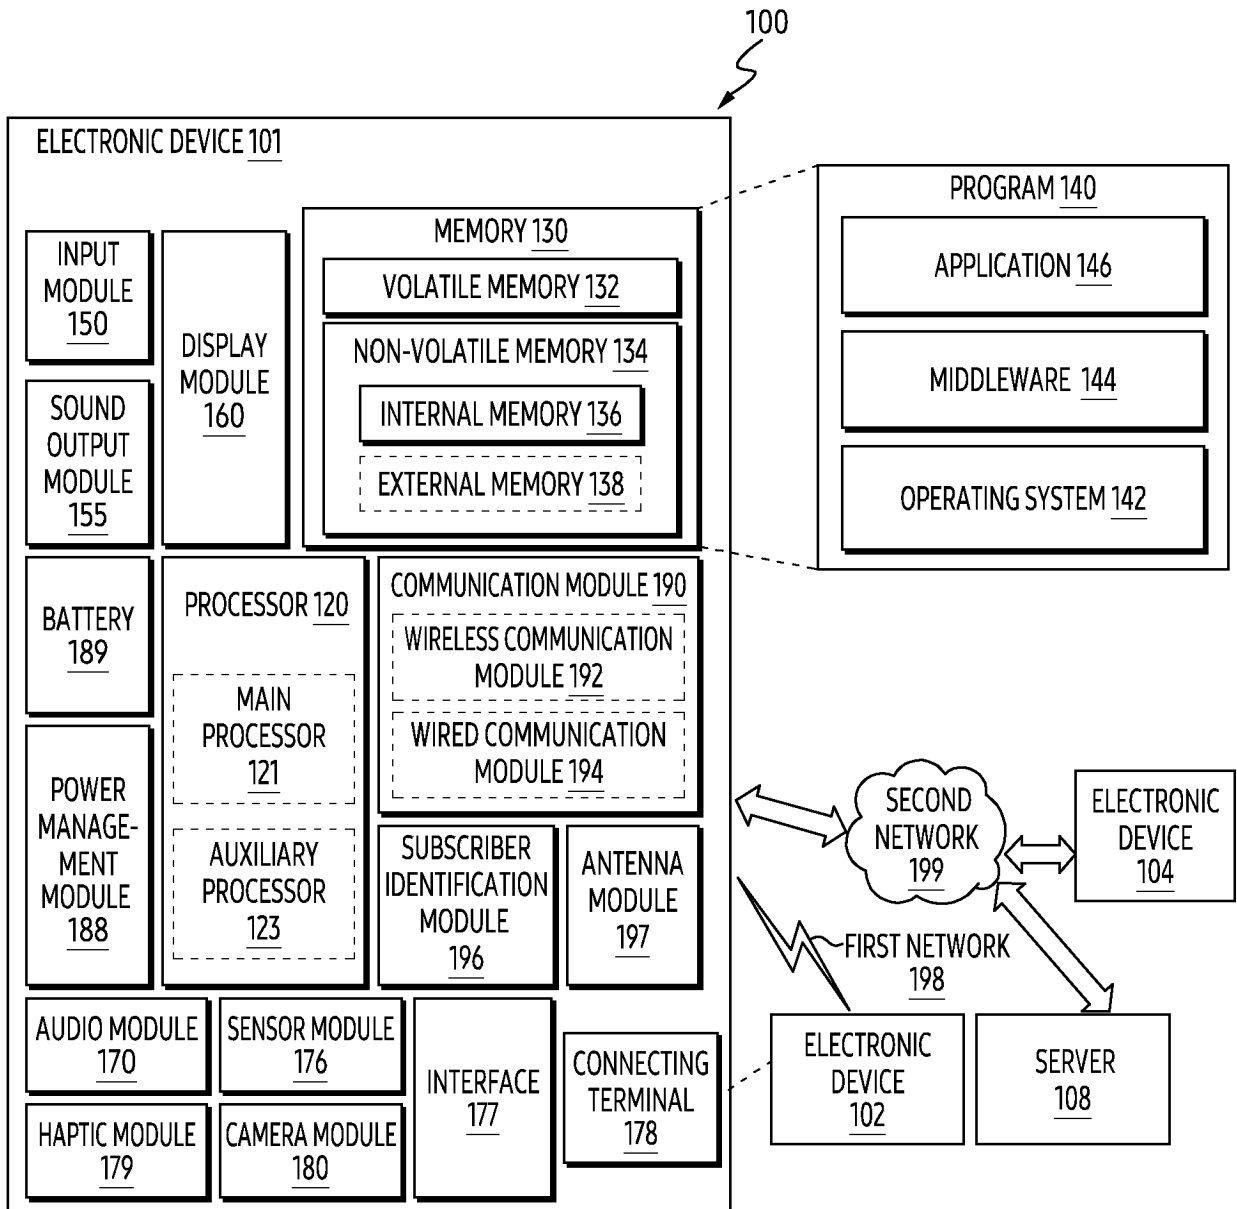 100
ELECTRONIC DEVICE 101
INPUT
MODULE
150
SOUND
OUTPUT
MODULE
155
DISPLAY
MODULE
160
MEMORY 130
VOLATILE MEMORY 132
NON-VOLATILE MEMORY 134
INTERNAL MEMORY 136
EXTERNAL MEMORY 138
PROGRAM 140
APPLICATION 146
MIDDLEWARE 144
OPERATING SYSTEM 142
BATTERY
189
POWER
MANAGE-
MENT MODULE
188
PROCESSOR 120
MAIN
PROCESSOR
121
AUXILIARY
PROCESSOR
123
COMMUNICATION MODULE 190
WIRELESS COMMUNICATION
MODULE 192
WIRED COMMUNICATION
MODULE 194
SUBSCRIBER
IDENTIFICATION
MODULE
196
ANTENNA
MODULE
197
SECOND
NETWORK
199
ELECTRONIC
DEVICE
104
FIRST NETWORK
198
AUDIO MODULE
170
SENSOR MODULE
176
HAPTIC MODULE
179
CAMERA MODULE
180
INTERFACE
177
CONNECTING
TERMINAL
178
ELECTRONIC
DEVICE
102
SERVER
108